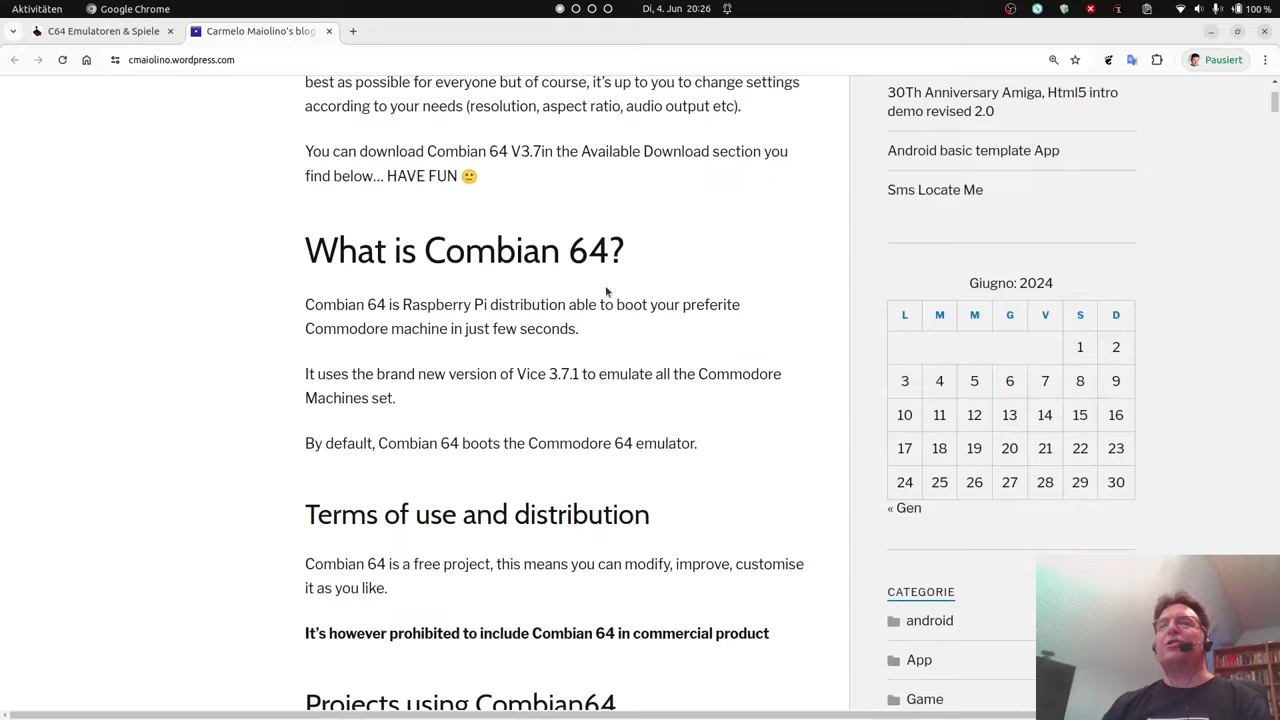 Aktivitäten
Google Chrome
Di, 4. Jun 20:26
100 %
C64 Emulatoren & Spiele
Carmelo Maiolino's blog
cmaiolino.wordpress.com
Pausiert
best as possible for everyone but of course, it's up to you to change settings
according to your needs (resolution, aspect ratio, audio output etc).
You can download Combian 64 V3.7in the Available Download section you
find below… HAVE FUN 🙂
What is Combian 64?
Combian 64 is Raspberry Pi distribution able to boot your preferite
Commodore machine in just few seconds.
It uses the brand new version of Vice 3.7.1 to emulate all the Commodore
Machines set.
By default, Combian 64 boots the Commodore 64 emulator.
Terms of use and distribution
Combian 64 is a free project, this means you can modify, improve, customise
it as you like.
It's however prohibited to include Combian 64 in commercial product
Projects using Combian64
30Th Anniversary Amiga, Html5 intro
demo revised 2.0
Android basic template App
Sms Locate Me
Giugno: 2024
L M M G V S D
1 2
3 4 5 6 7 8 9
10 11 12 13 14 15 16
17 18 19 20 21 22 23
24 25 26 27 28 29 30
« Gen
CATEGORIE
android
App
Game